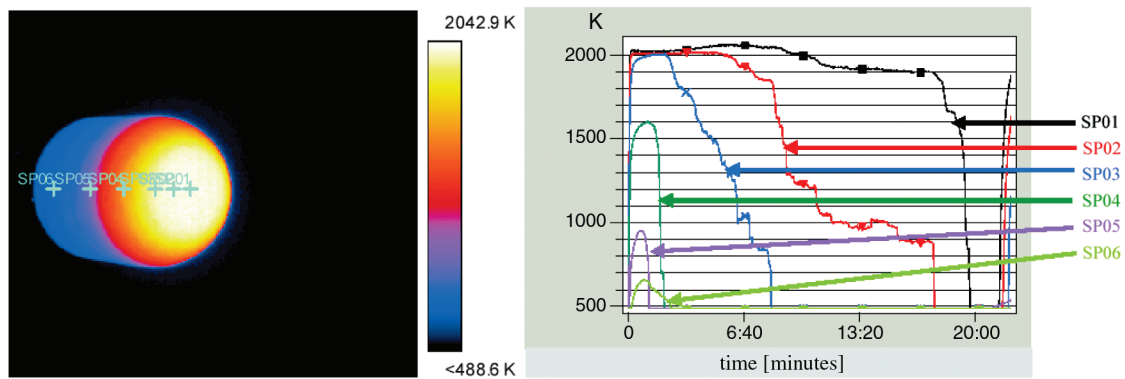 2042.9 K
<488.6 K
SP06 SP05 SP04 SP01
K
2000
1500
1000
500
0 6:40 13:20 20:00
time [minutes]
SP01
SP02
SP03
SP04
SP05
SP06